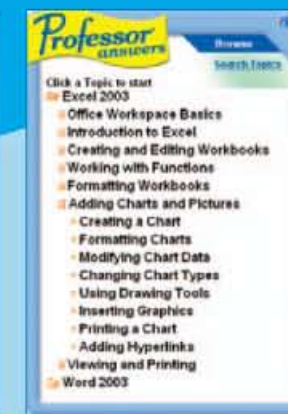 Professor
answers
Browse
Search Topics
Click a Topic to start
Excel 2003
Office Workspace Basics
Introduction to Excel
Creating and Editing Workbooks
Working with Functions
Formatting Workbooks
Adding Charts and Pictures
Creating a Chart
Formatting Charts
Modifying Chart Data
Changing Chart Types
Using Drawing Tools
Inserting Graphics
Printing a Chart
Adding Hyperlinks
Viewing and Printing
Word 2003